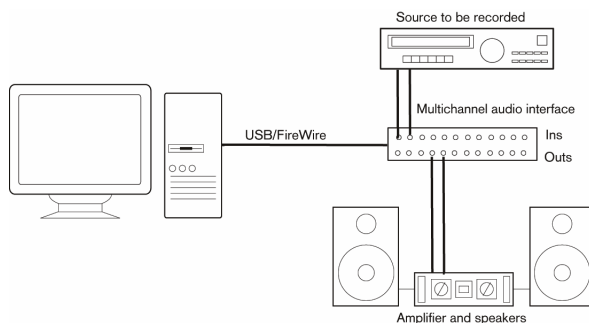 Source to be recorded
Multichannel audio interface
USB/FireWire
Ins
Outs
Amplifier and speakers